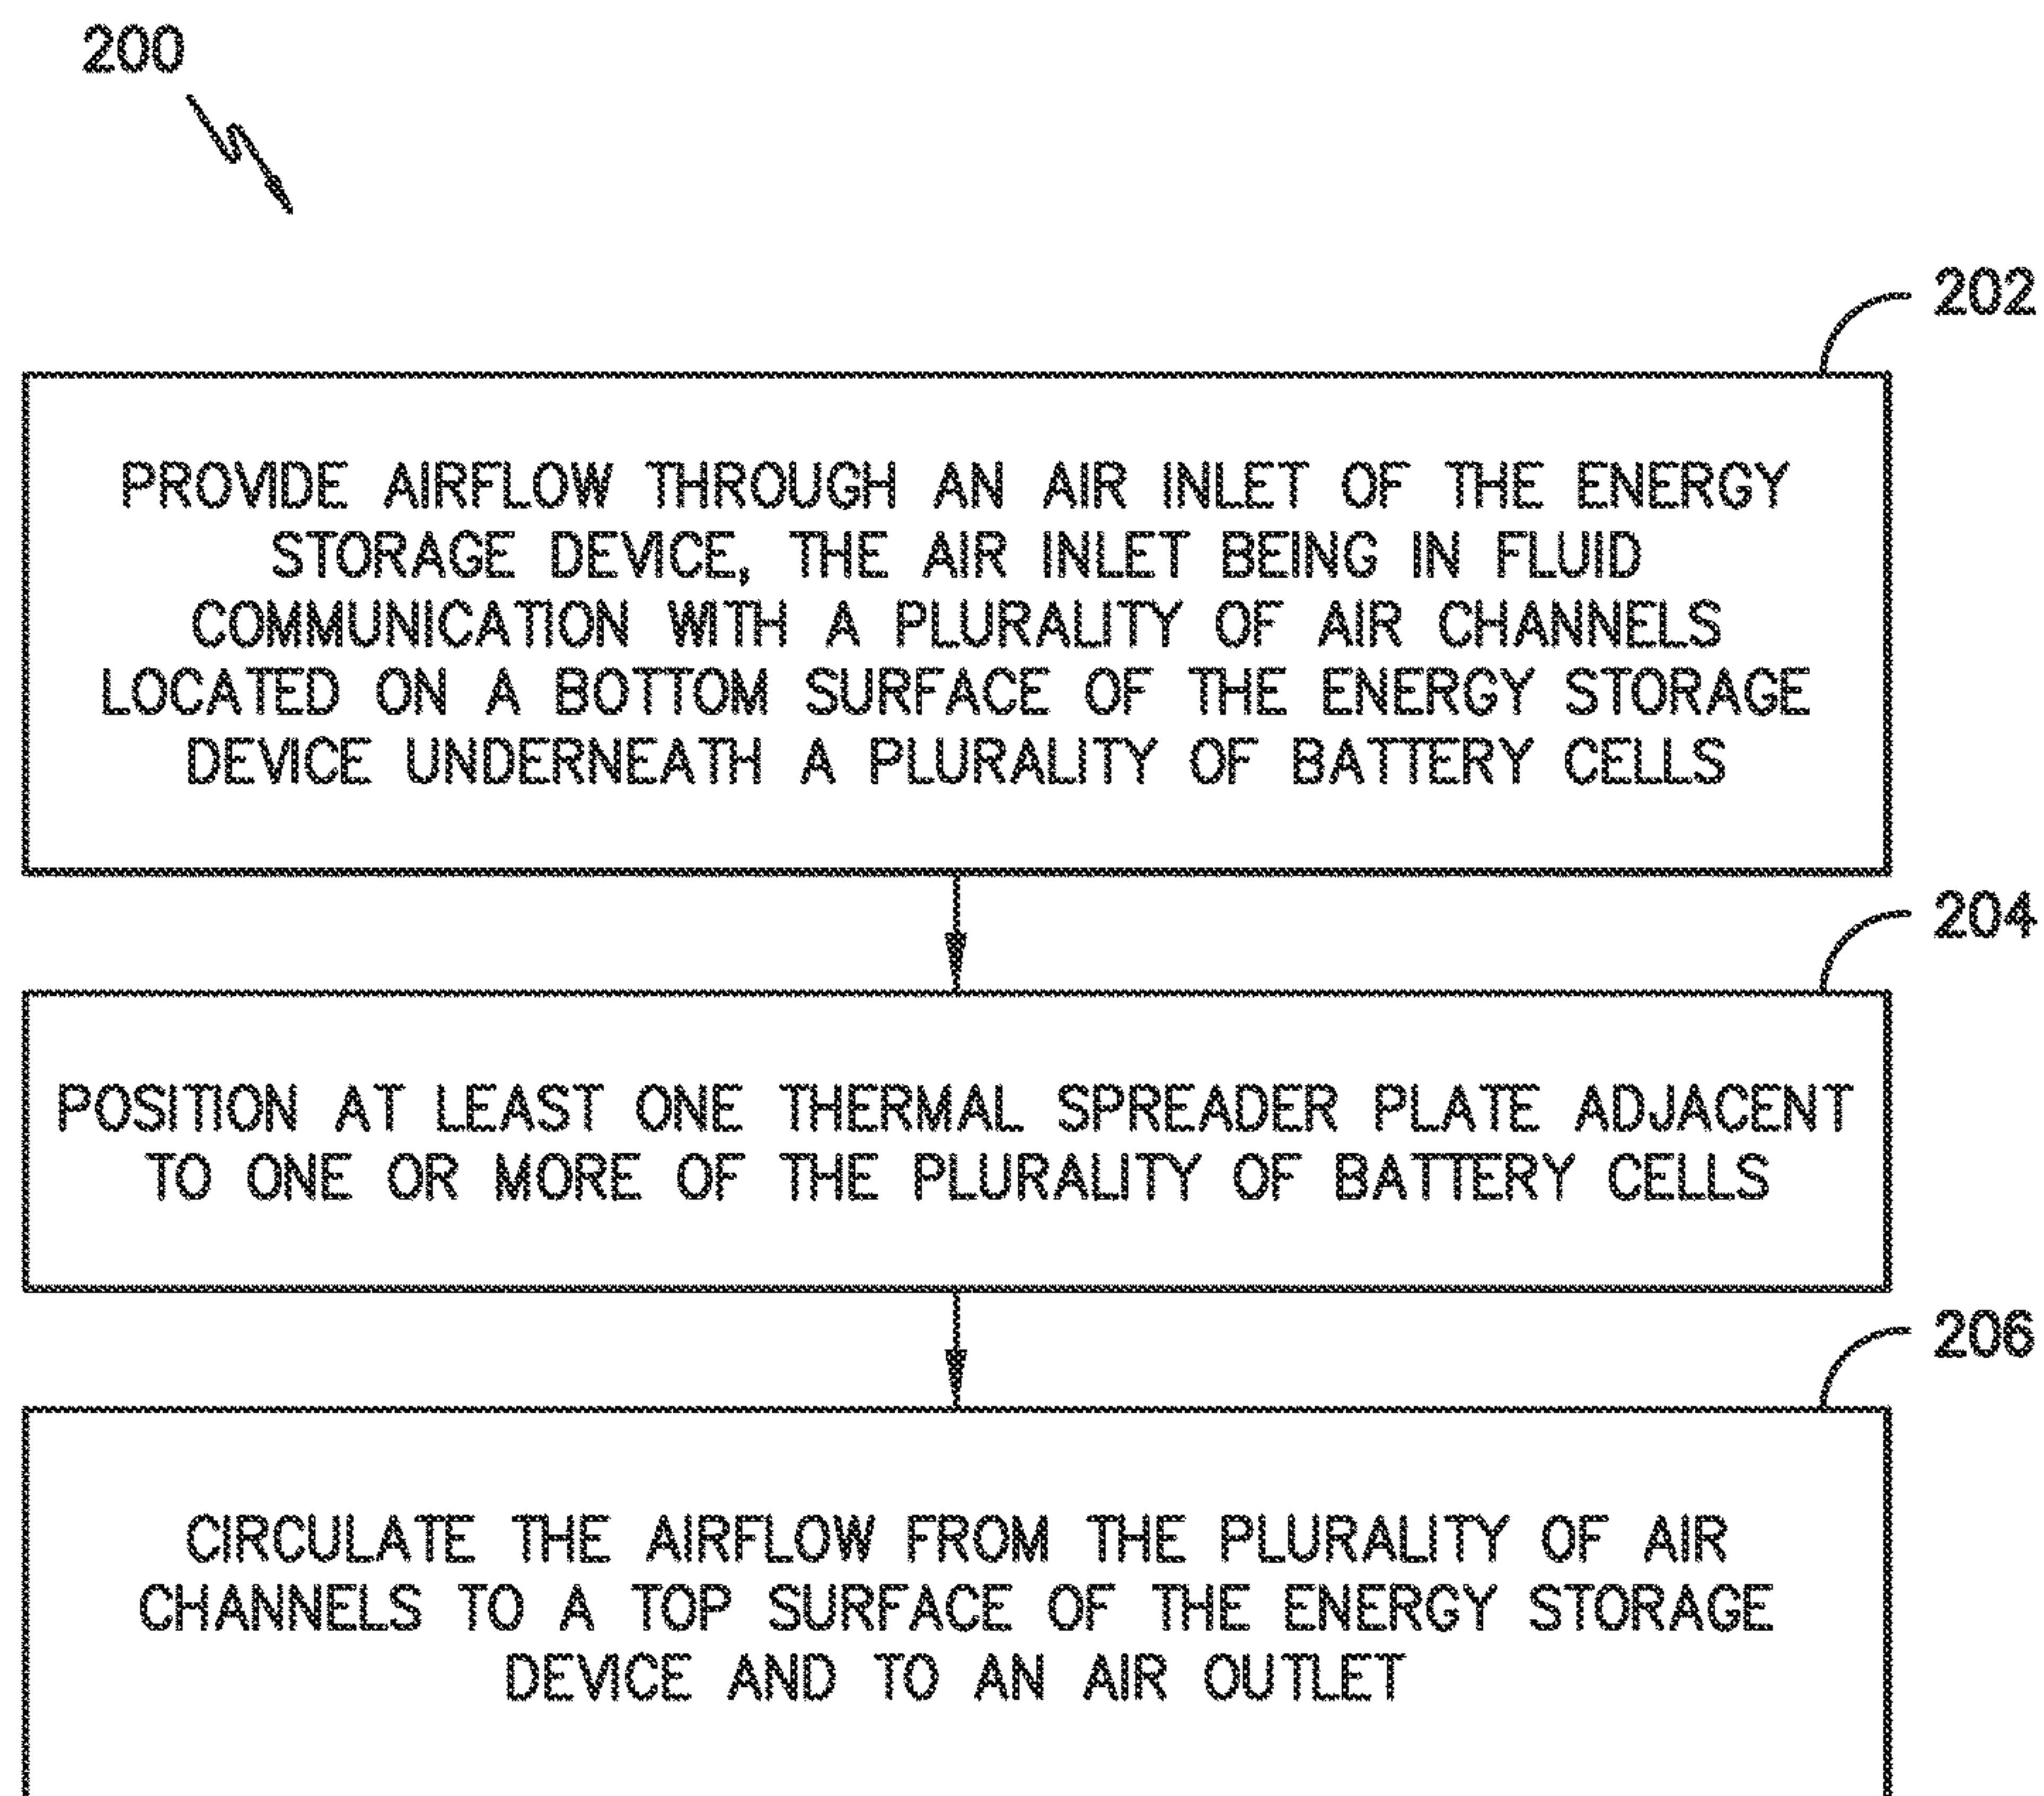 200
202
PROVIDE AIRFLOW THROUGH AN AIR INLET OF THE ENERGY
STORAGE DEVICE, THE AIR INLET BEING IN FLUID
COMMUNICATION WITH A PLURALITY OF AIR CHANNELS
LOCATED ON A BOTTOM SURFACE OF THE ENERGY STORAGE
DEVICE UNDERNEATH A PLURALITY OF BATTERY CELLS
204
POSITION AT LEAST ONE THERMAL SPREADER PLATE ADJACENT
TO ONE OR MORE OF THE PLURALITY OF BATTERY CELLS
206
CIRCULATE THE AIRFLOW FROM THE PLURALITY OF AIR
CHANNELS TO A TOP SURFACE OF THE ENERGY STORAGE
DEVICE AND TO AN AIR OUTLET